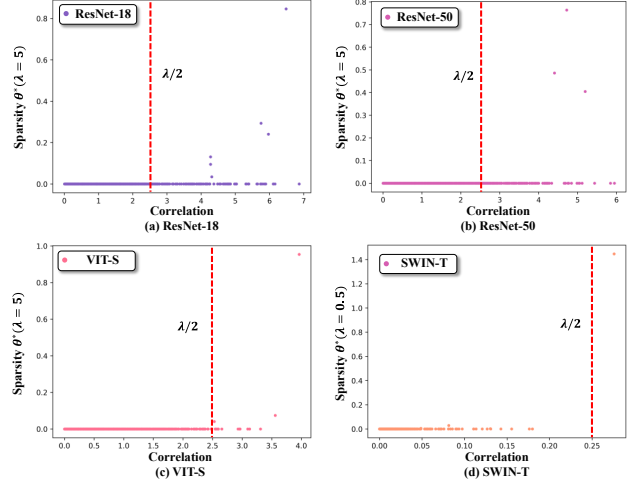 ResNet-18
λ/2
Sparsity θ*(λ = 5)
0.8
0.6
0.4
0.2
0.0
0 1 2 3 4 5 6 7
Correlation
(a) ResNet-18
ResNet-50
λ/2
Sparsity θ*(λ = 5)
0.8
0.7
0.6
0.5
0.4
0.3
0.2
0.1
0.0
0 1 2 3 4 5 6
Correlation
(b) ResNet-50
VIT-S
λ/2
Sparsity θ*(λ = 5)
1.0
0.8
0.6
0.4
0.2
0.0
0.0 0.5 1.0 1.5 2.0 2.5 3.0 3.5 4.0
Correlation
(c) VIT-S
SWIN-T
λ/2
Sparsity θ*(λ = 0.5)
1.4
1.2
1.0
0.8
0.6
0.4
0.2
0.0
0.00 0.05 0.10 0.15 0.20 0.25
Correlation
(d) SWIN-T